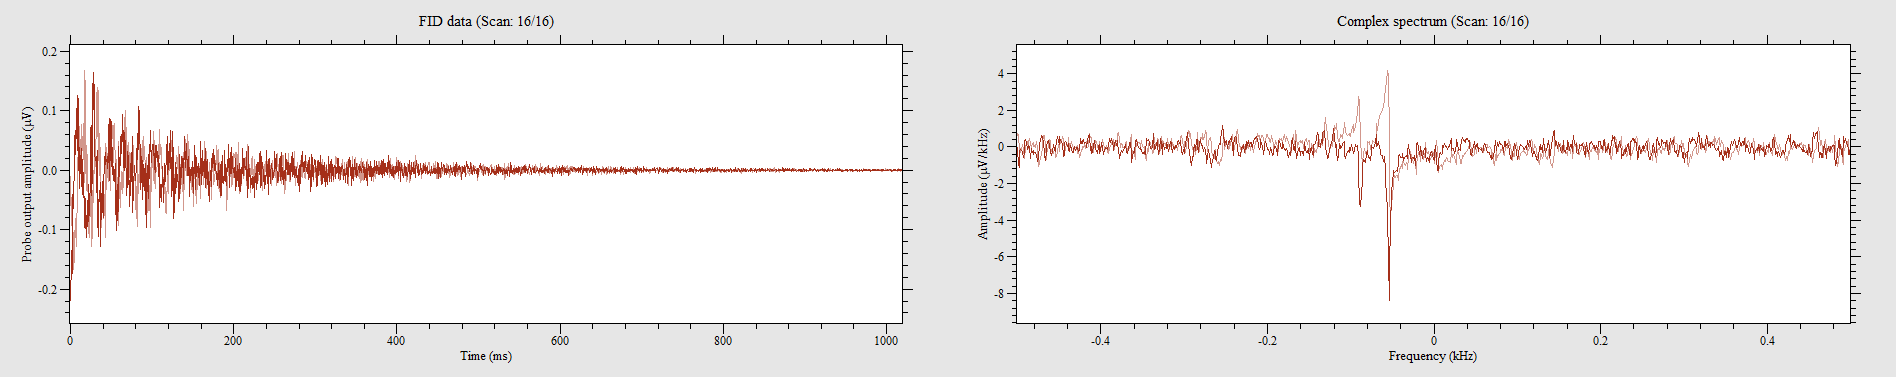 FID data (Scan: 16/16)
0.2
0.1
0.0
-0.1
-0.2
Probe output amplitude (µV)
0 200 400 600 800 1000
Time (ms)
Complex spectrum (Scan: 16/16)
4
2
0
-2
-4
-6
-8
Amplitude (µV/kHz)
-0.4 -0.2 0 0.2 0.4
Frequency (kHz)